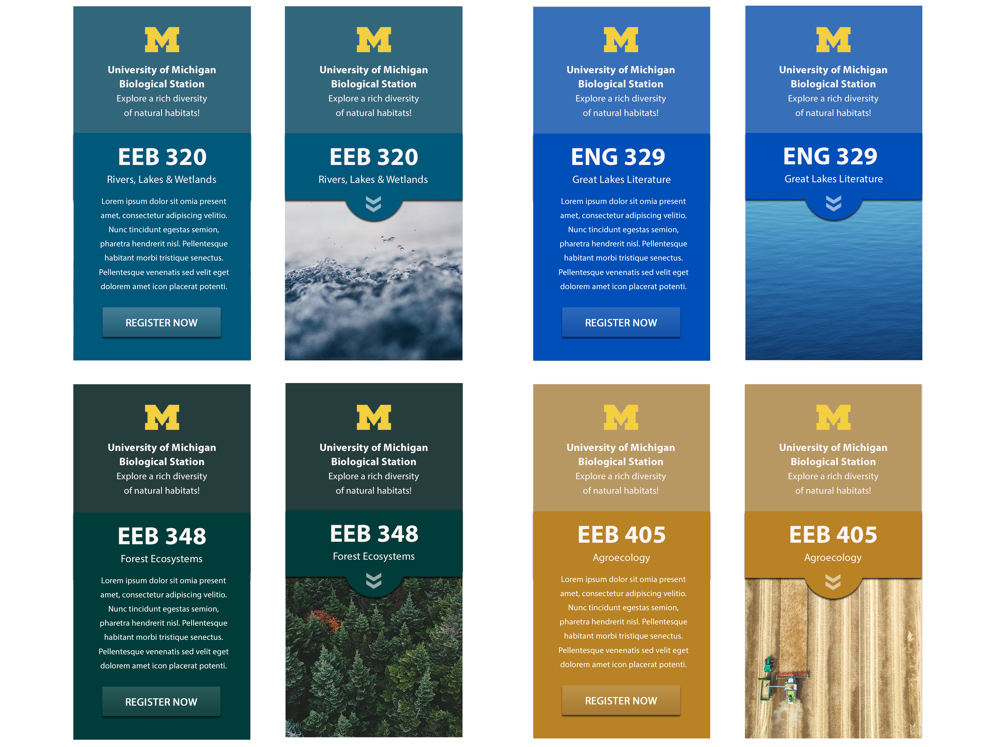 M
University of Michigan
Biological Station
Explore a rich diversity
of natural habitats!
EEB 320
Rivers, Lakes & Wetlands
Lorem ipsum dolor sit omia present
amet, consectetur adipiscing velitio.
Nunc tincidunt egestas semion,
pharetra hendrerit nisl. Pellentesque
habitant morbi tristique senectus.
Pellentesque venenatis sed velit eget
dolorem amet icon placerat potenti.
REGISTER NOW
M
University of Michigan
Biological Station
Explore a rich diversity
of natural habitats!
EEB 320
Rivers, Lakes & Wetlands
M
University of Michigan
Biological Station
Explore a rich diversity
of natural habitats!
ENG 329
Great Lakes Literature
Lorem ipsum dolor sit omia present
amet, consectetur adipiscing velitio.
Nunc tincidunt egestas semion,
pharetra hendrerit nisl. Pellentesque
habitant morbi tristique senectus.
Pellentesque venenatis sed velit eget
dolorem amet icon placerat potenti.
REGISTER NOW
M
University of Michigan
Biological Station
Explore a rich diversity
of natural habitats!
ENG 329
Great Lakes Literature
M
University of Michigan
Biological Station
Explore a rich diversity
of natural habitats!
EEB 348
Forest Ecosystems
Lorem ipsum dolor sit omia present
amet, consectetur adipiscing velitio.
Nunc tincidunt egestas semion,
pharetra hendrerit nisl. Pellentesque
habitant morbi tristique senectus.
Pellentesque venenatis sed velit eget
dolorem amet icon placerat potenti.
REGISTER NOW
M
University of Michigan
Biological Station
Explore a rich diversity
of natural habitats!
EEB 348
Forest Ecosystems
M
University of Michigan
Biological Station
Explore a rich diversity
of natural habitats!
EEB 405
Agroecology
Lorem ipsum dolor sit omia present
amet, consectetur adipiscing velitio.
Nunc tincidunt egestas semion,
pharetra hendrerit nisl. Pellentesque
habitant morbi tristique senectus.
Pellentesque venenatis sed velit eget
dolorem amet icon placerat potenti.
REGISTER NOW
M
University of Michigan
Biological Station
Explore a rich diversity
of natural habitats!
EEB 405
Agroecology